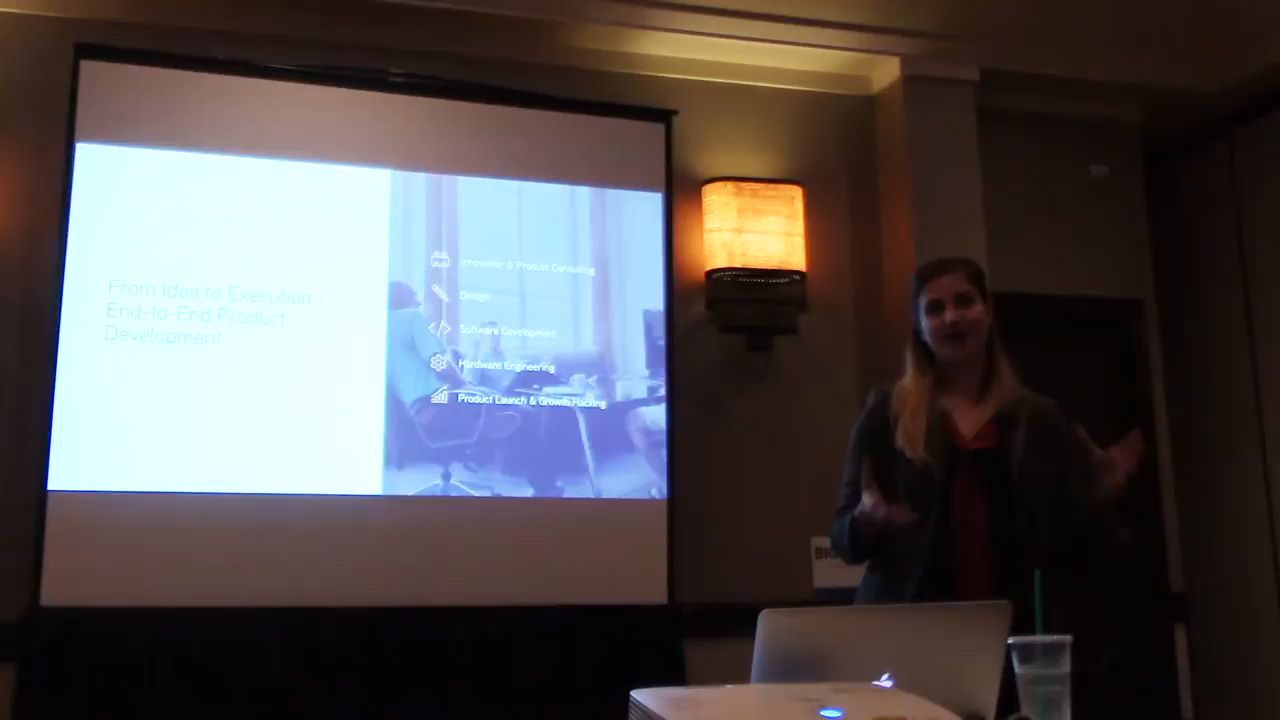 From Idea to Execution -
End-to-End Product
Development
Innovation & Product Consulting
Design
Software Development
Hardware Engineering
Product Launch & Growth Hacking